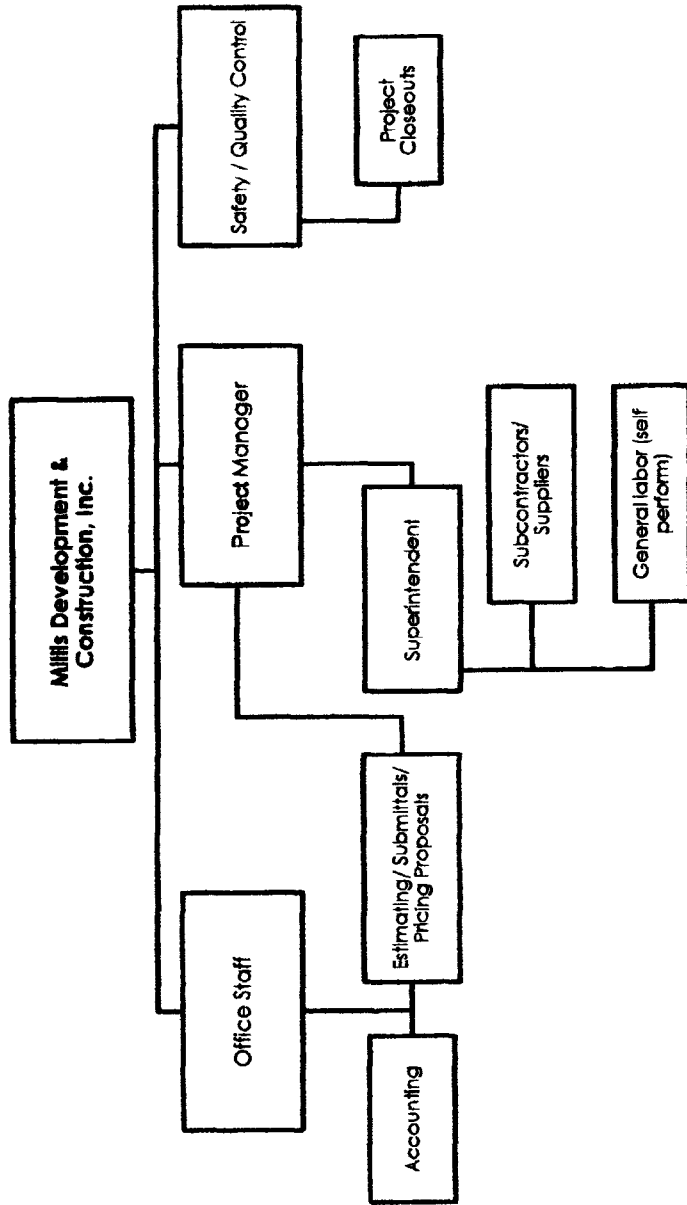 Mitilis Development &
Construction, Inc.
Office Staff
Project Manager
Safety / Quality Control
Accounting
Estimating/ Submittals/
Pricing Proposals
Superintendent
Project
Closeouts
Subcontractors/
Suppliers
General labor (self
perform)